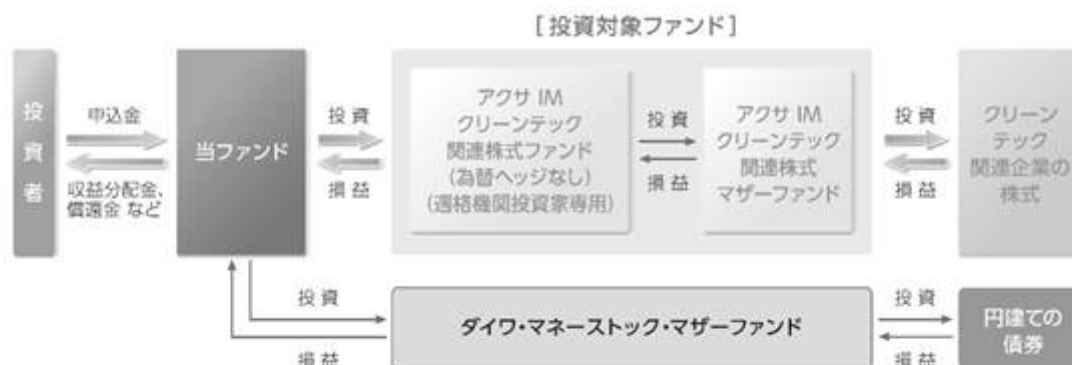 [投資対象ファンド]
投資者
申込金
収益分配金、
償還金 など
当ファンド
投資
損益
アクサ IM
クリーンテック
関連株式ファンド
(為替ヘッジなし)
(適格機関投資家専用)
投資
損益
アクサ IM
クリーンテック
関連株式
マザーファンド
投資
損益
クリーン
テック
関連企業の
株式
投資
損益
ダイワ・マネーストック・マザーファンド
投資
損益
円建ての
債券